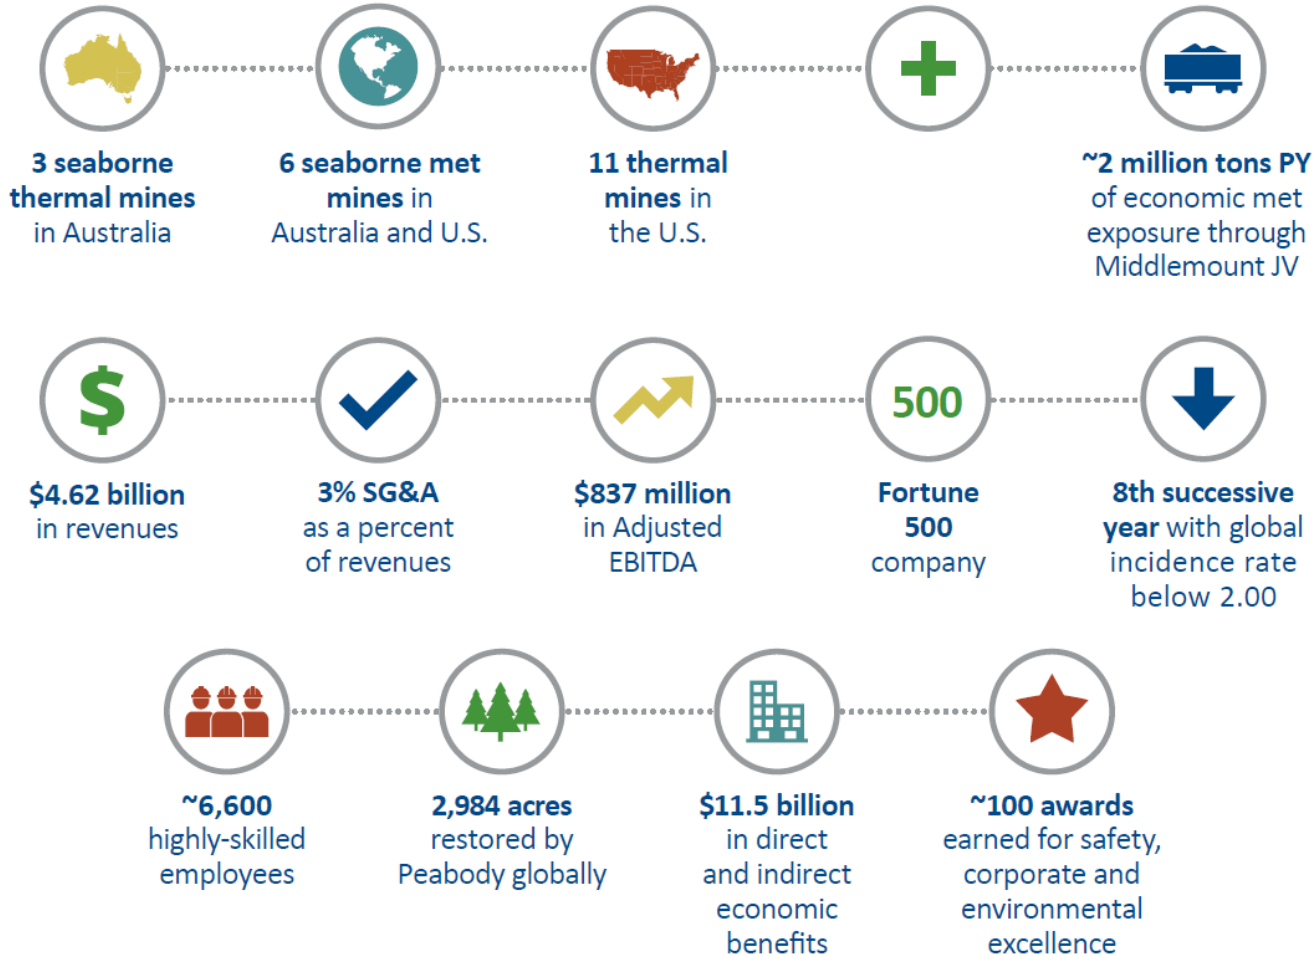 3 seaborne
thermal mines
in Australia
6 seaborne met
mines in
Australia and U.S.
11 thermal
mines in
the U.S.
~2 million tons PY
of economic met
exposure through
Middlemount JV
$
500
$4.62 billion
in revenues
3% SG&A
as a percent
of revenues
$837 million
in Adjusted
EBITDA
Fortune
500
company
8th successive
year with global
incidence rate
below 2.00
~6,600
highly-skilled
employees
2,984 acres
restored by
Peabody globally
$11.5 billion
in direct
and indirect
economic
benefits
~100 awards
earned for safety,
corporate and
environmental
excellence